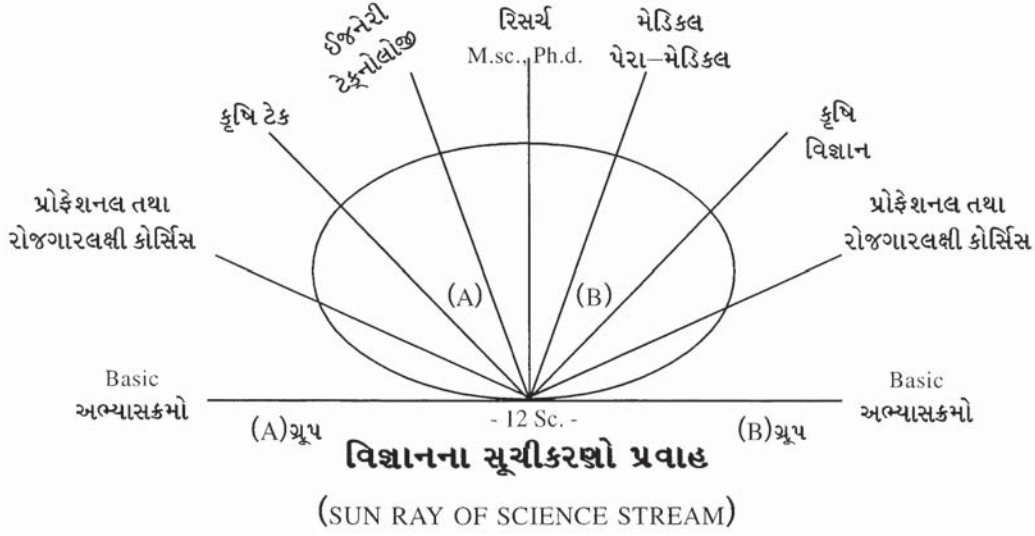 ઈજનેરી
ટેક્નોલોજી
રિસર્ચ
M.sc., Ph.d.
મેડિકલ
પેરા–મેડિકલ
કૃષિ ટેક
કૃષિ
વિજ્ઞાન
પ્રોફેશનલ તથા
રોજગારલક્ષી કોર્સિસ
પ્રોફેશનલ તથા
રોજગારલક્ષી કોર્સિસ
(A)
(B)
Basic
અભ્યાસક્રમો
Basic
અભ્યાસક્રમો
(A)ગ્રૂપ
- 12 Sc. -
(B)ગ્રૂપ
વિજ્ઞાનના સૂચીકરણો પ્રવાહ
(SUN RAY OF SCIENCE STREAM)